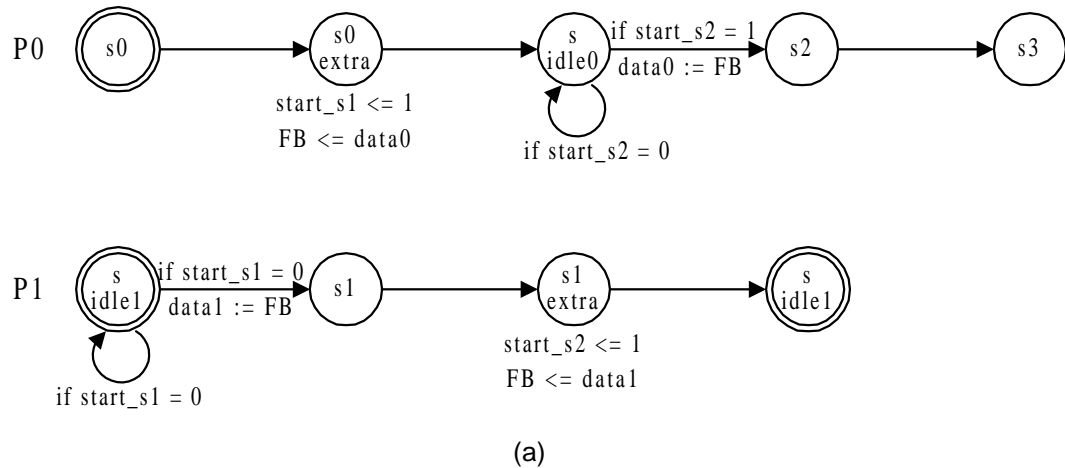 P0
s0
s0
extra
start_s1 <= 1
FB <= data0
s
idle0
if start_s2 = 0
if start_s2 = 1
data0 := FB
s2
s3
P1
s
idle1
if start_s1 = 0
if start_s1 = 0
data1 := FB
s1
s1
extra
start_s2 <= 1
FB <= data1
s
idle1
(a)